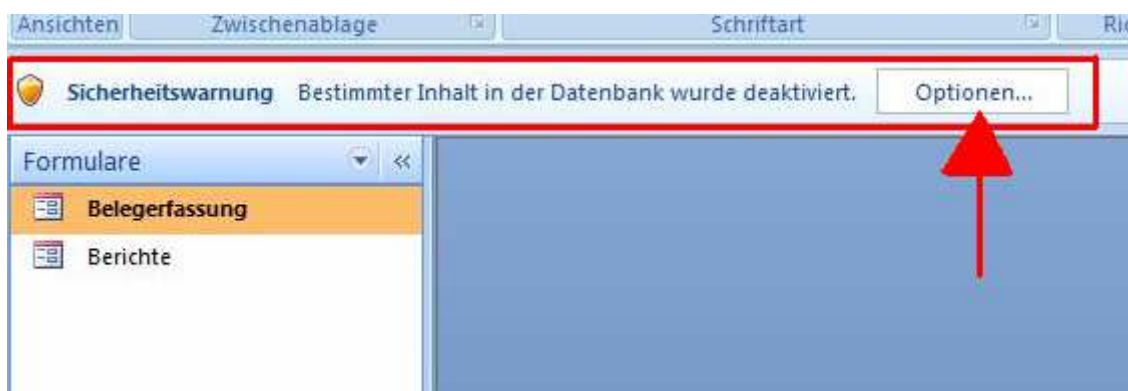 Ansichten Zwischenablage Schriftart
Sicherheitswarnung Bestimmter Inhalt in der Datenbank wurde deaktiviert. Optionen...
Formulare
Belegerfassung
Berichte